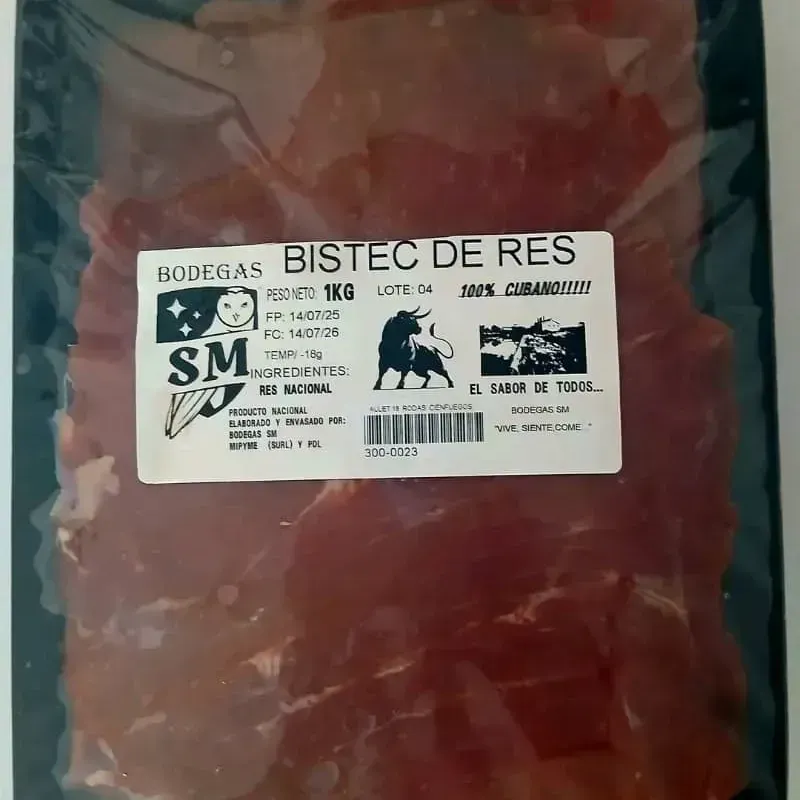 BODEGAS
BISTEC DE RES
PESO NETO: 1KG
LOTE: 04
100% CUBANO!!!!!
FP: 14/07/25
FC: 14/07/26
TEMP/ -18g
SM
INGREDIENTES:
RES NACIONAL
PRODUCTO NACIONAL
ELABORADO Y ENVASADO POR:
BODEGAS SM
MIPYME (SURL) Y PDL
RODAS CIENFUEGOS
300-0023
EL SABOR DE TODOS...
BODEGAS SM
"VIVE, SIENTE,COME..."